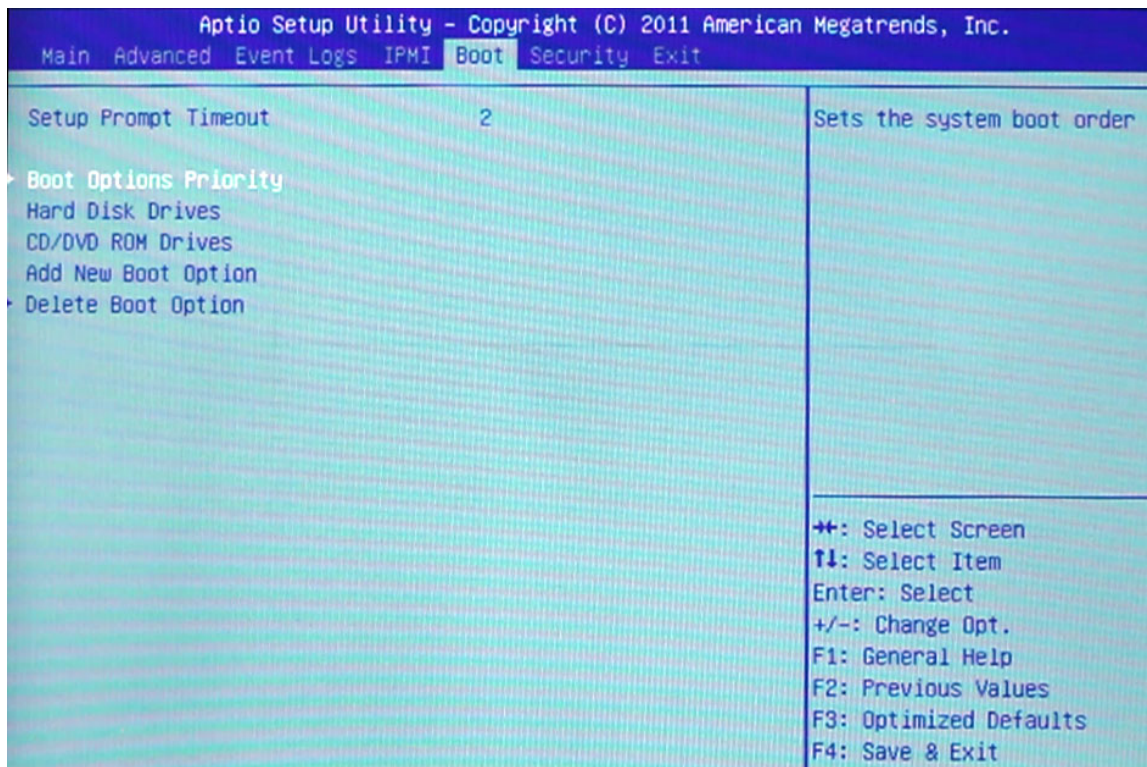 Aptio Setup Utility – Copyright (C) 2011 American Megatrends, Inc.
Main Advanced Event Logs IPMI Boot Security Exit
Setup Prompt Timeout 2
Boot Options Priority
Hard Disk Drives
CD/DVD ROM Drives
Add New Boot Option
Delete Boot Option
Sets the system boot order
→←: Select Screen
↑↓: Select Item
Enter: Select
+/-: Change Opt.
F1: General Help
F2: Previous Values
F3: Optimized Defaults
F4: Save & Exit